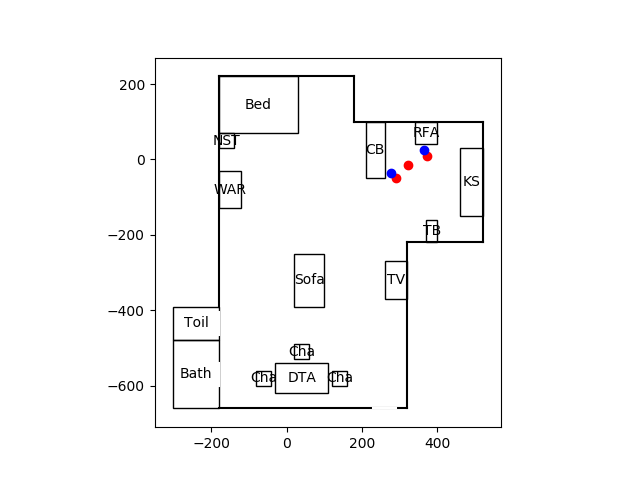 200
0
−200
−400
−600
−200
0
200
400
Bed
NST
WAR
CB
RFA
KS
TB
Sofa
TV
Toil
Bath
Cha
Cha
DTA
Cha